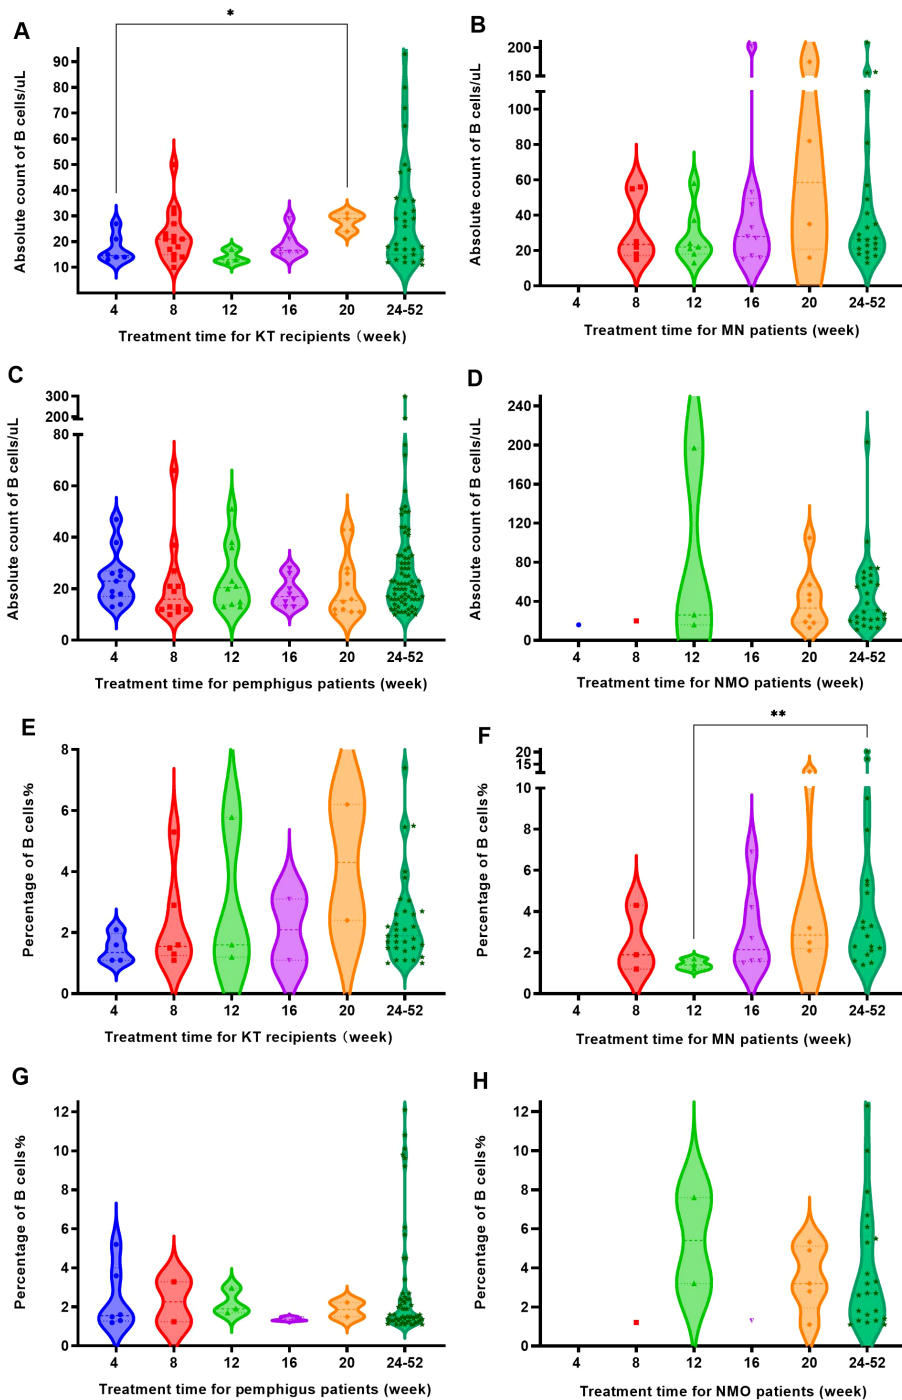 A
*
Absolute count of B cells/uL
90
80
70
60
50
40
30
20
10
4 8 12 16 20 24-52
Treatment time for KT recipients (week)
B
Absolute count of B cells/uL
200
150
100
80
60
40
20
0
4 8 12 16 20 24-52
Treatment time for MN patients (week)
C
Absolute count of B cells/uL
300
200
80
60
40
20
0
4 8 12 16 20 24-52
Treatment time for pemphigus patients (week)
D
Absolute count of B cells/uL
240
200
160
120
80
40
0
4 8 12 16 20 24-52
Treatment time for NMO patients (week)
E
Percentage of B cells%
8
6
4
2
0
4 8 12 16 20 24-52
Treatment time for KT recipients (week)
F
**
Percentage of B cells%
20
15
10
8
6
4
2
0
4 8 12 16 20 24-52
Treatment time for MN patients (week)
G
Percentage of B cells%
12
10
8
6
4
2
0
4 8 12 16 20 24-52
Treatment time for pemphigus patients (week)
H
Percentage of B cells%
12
10
8
6
4
2
0
4 8 12 16 20 24-52
Treatment time for NMO patients (week)